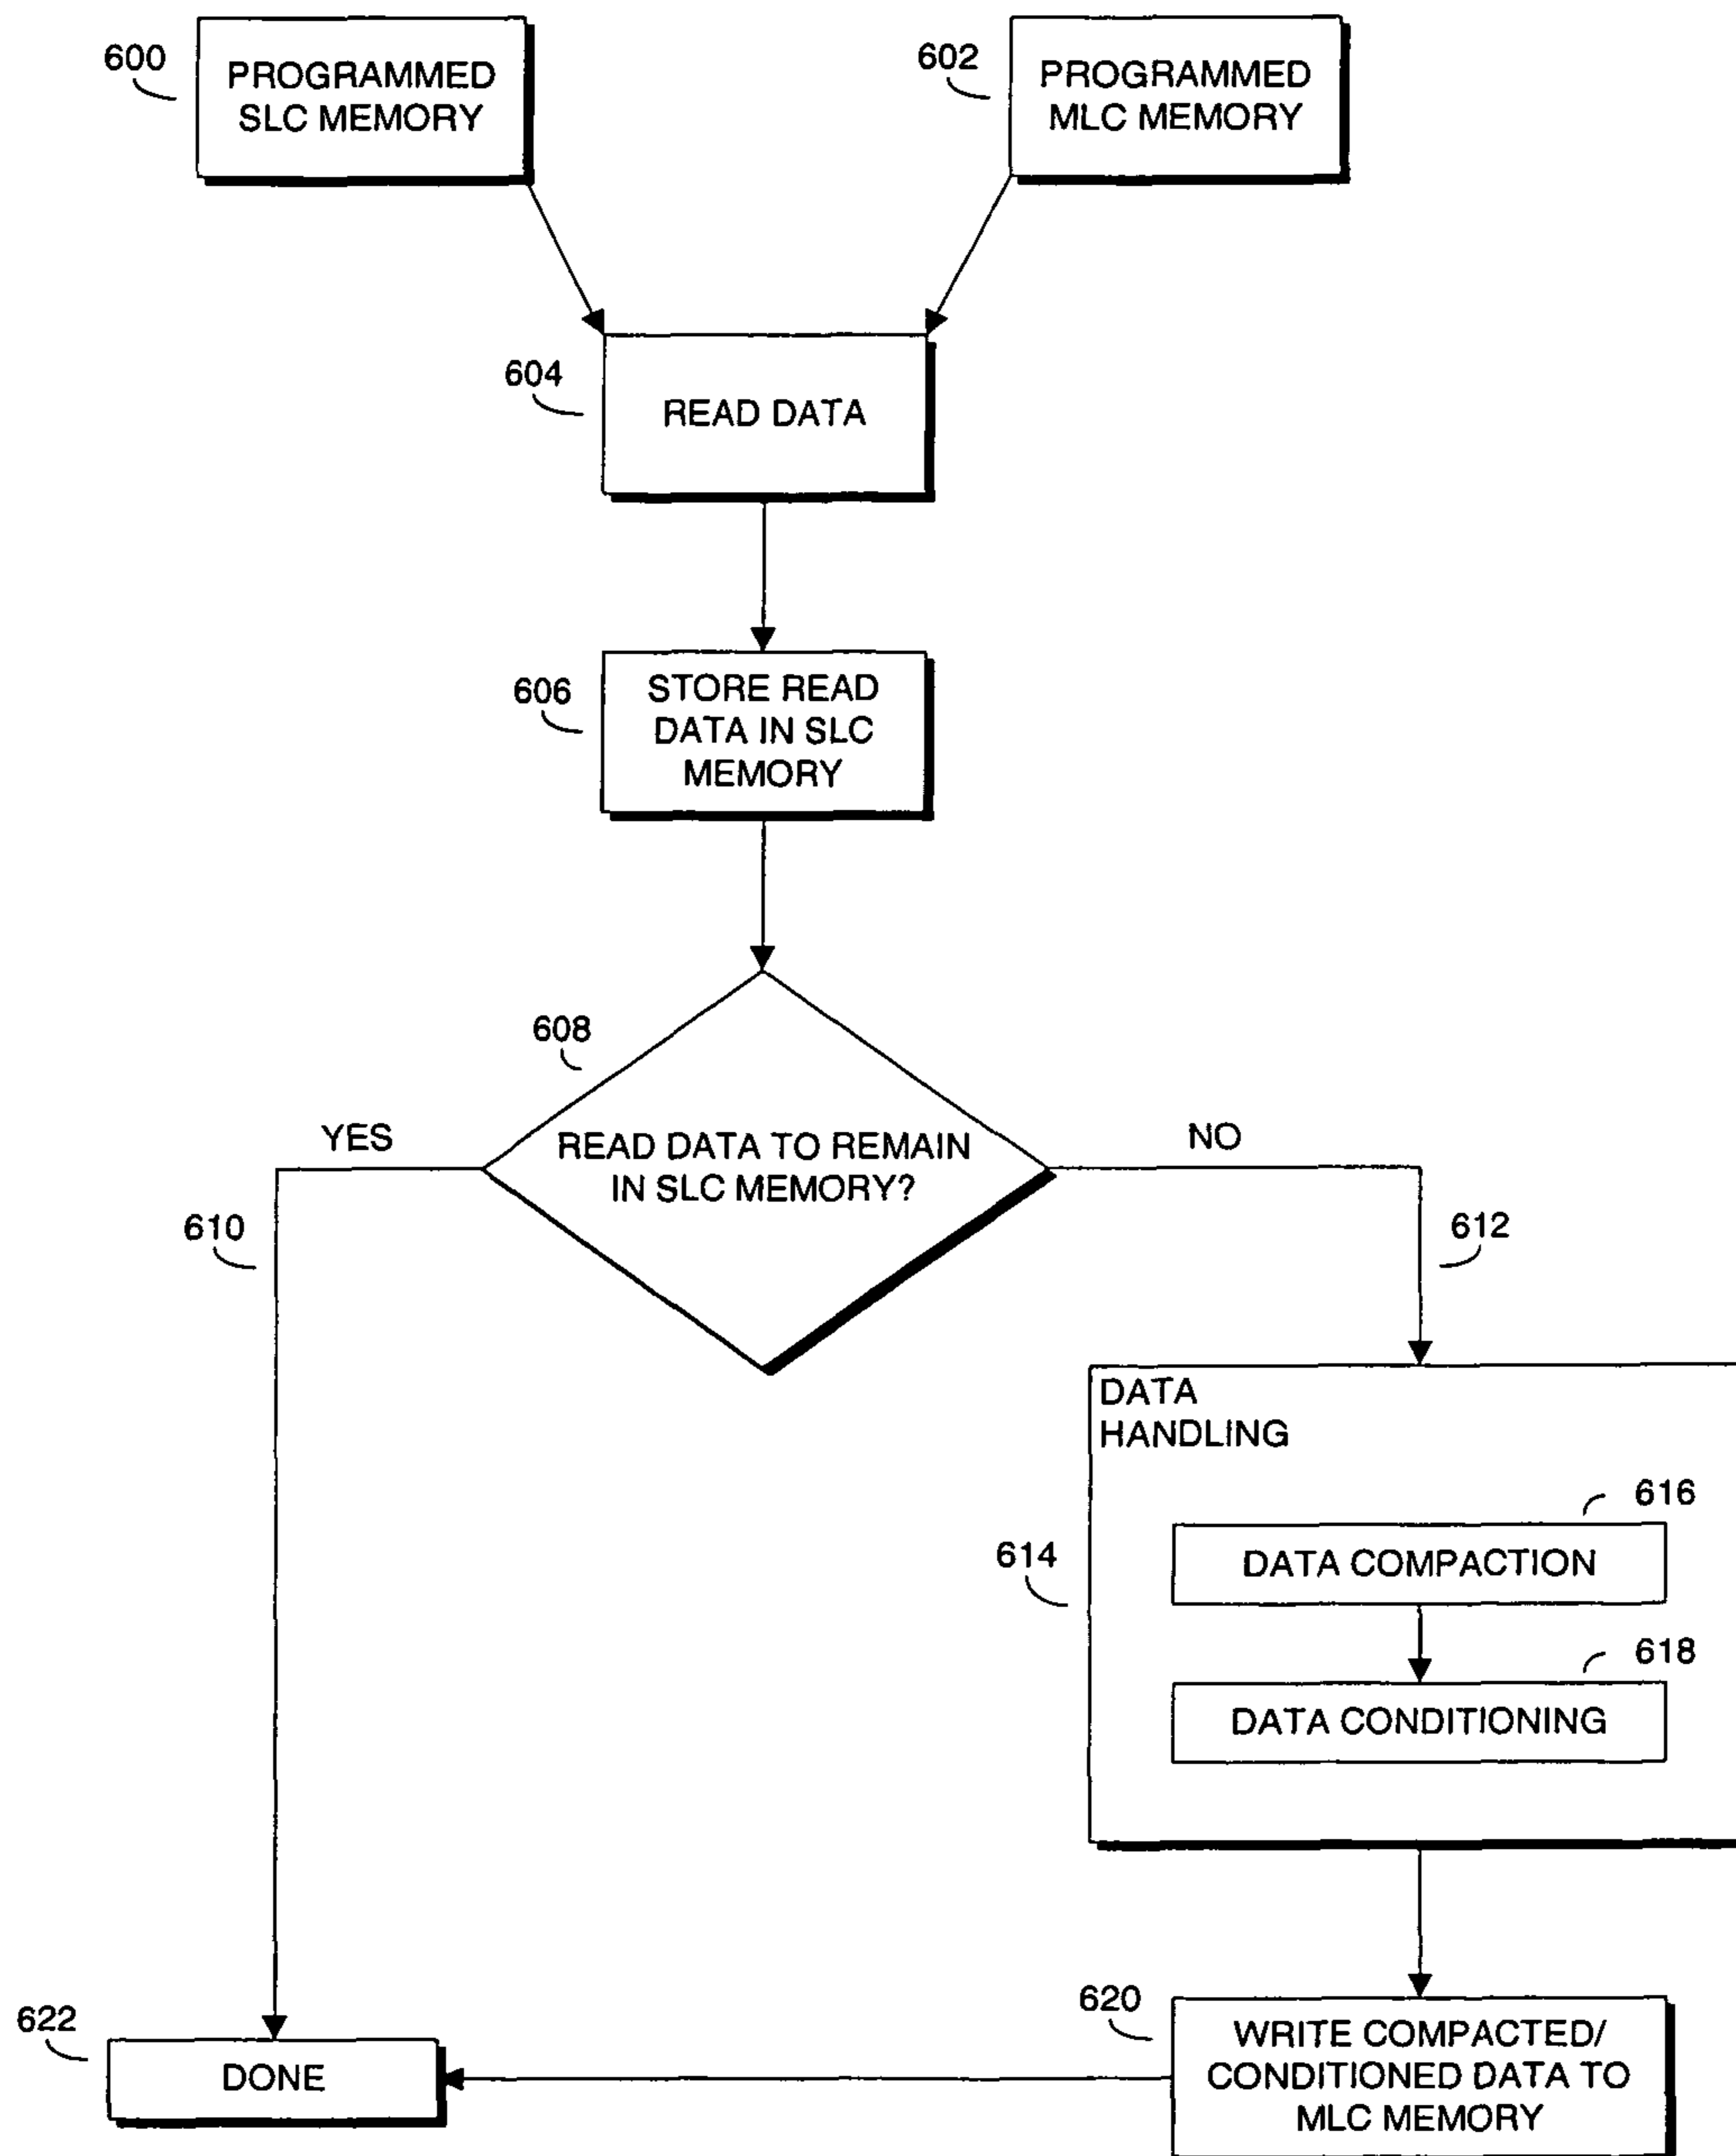 600
PROGRAMMED
SLC MEMORY
602
PROGRAMMED
MLC MEMORY
604
READ DATA
606
STORE READ
DATA IN SLC
MEMORY
608
READ DATA TO REMAIN
IN SLC MEMORY?
YES
NO
610
612
DATA
HANDLING
616
DATA COMPACTION
614
618
DATA CONDITIONING
620
WRITE COMPACTED/
CONDITIONED DATA TO
MLC MEMORY
622
DONE